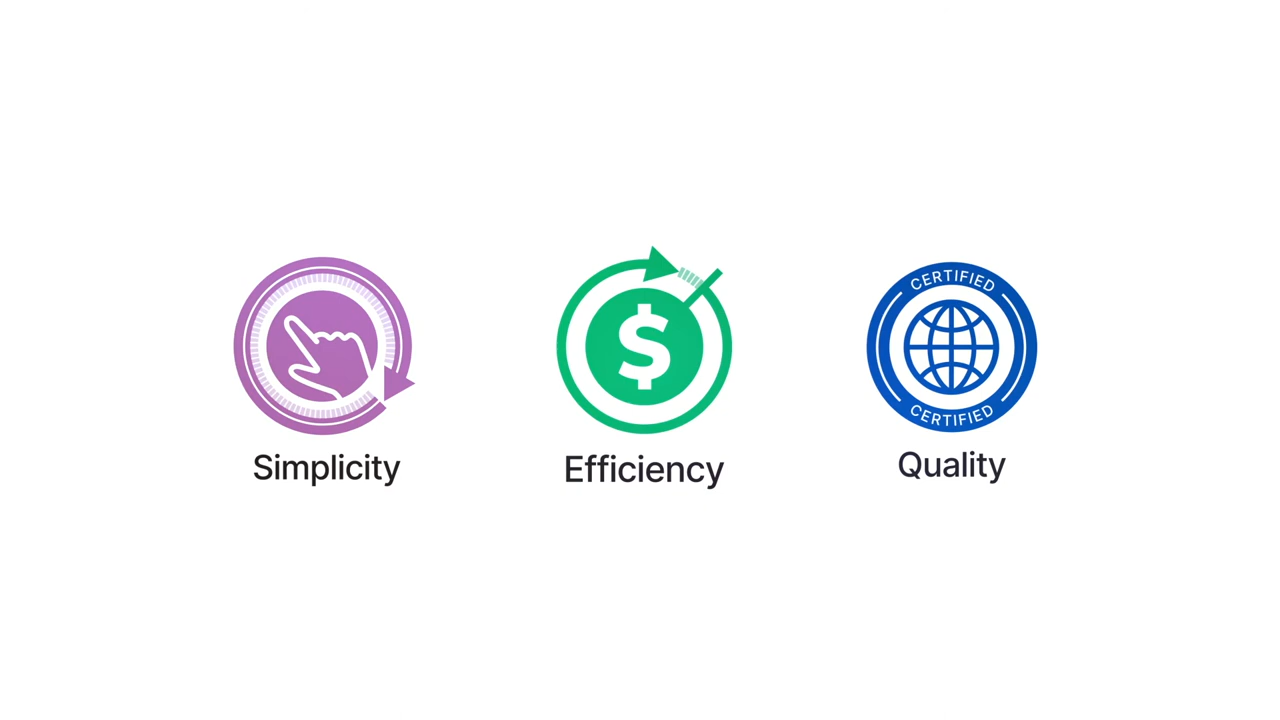 Simplicity
$
Efficiency
CERTIFIED
CERTIFIED
Quality